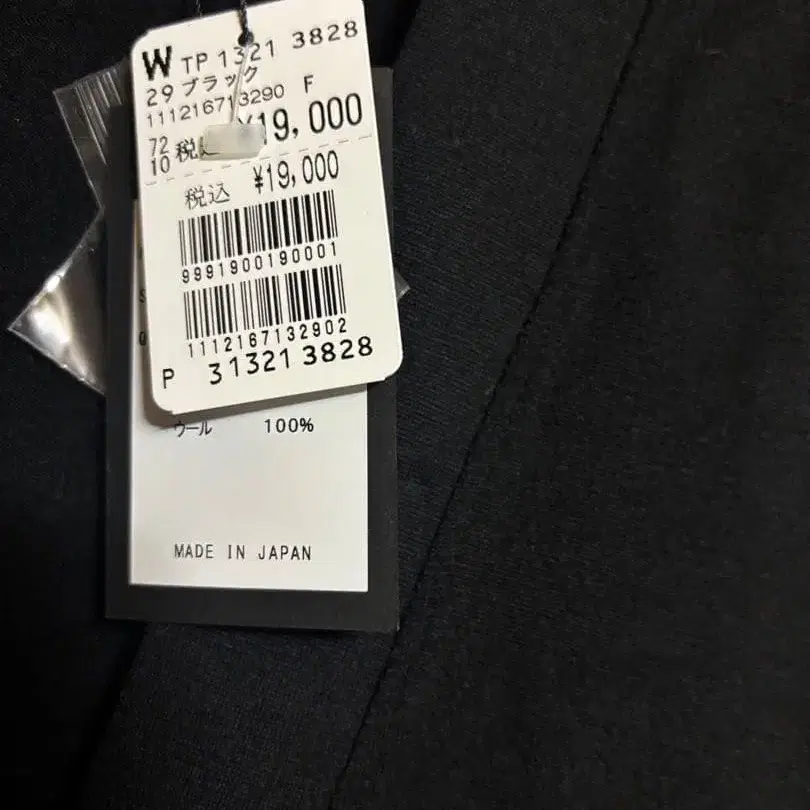 W TP 1321 3828
29 ブラック
111216713290 F
72
10 税 ¥19,000
税込 ¥19,000
9991900190001
1112167132902
P 31321 3828
ウール 100%
MADE IN JAPAN